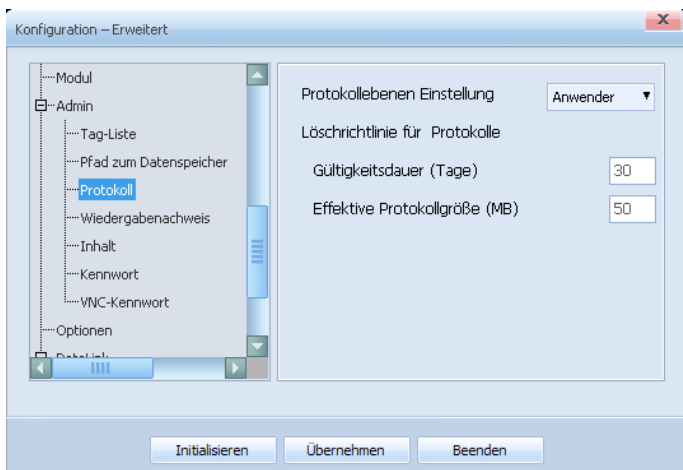 Konfiguration – Erweitert
x
Modul
Admin
Tag-Liste
Pfad zum Datenspeicher
Protokoll
Wiedergabenachweis
Inhalt
Kennwort
VNC-Kennwort
Optionen
DataLink
Protokollebenen Einstellung
Anwender
Löschrichtlinie für Protokolle
Gültigkeitsdauer (Tage)
30
Effektive Protokollgröße (MB)
50
Initialisieren
Übernehmen
Beenden